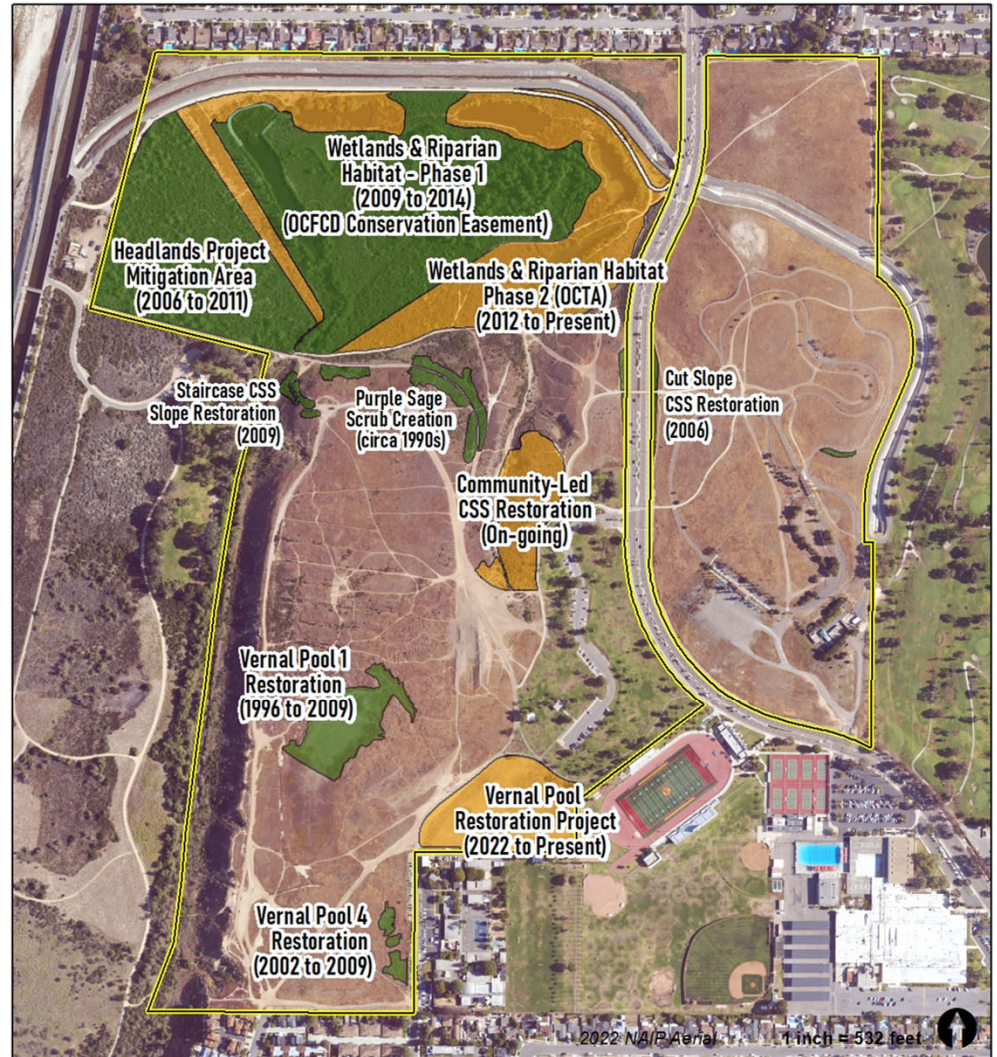 Wetlands & Riparian
Habitat - Phase 1
(2009 to 2014)
(OCFCD Conservation Easement)
Headlands Project
Mitigation Area
(2006 to 2011)
Wetlands & Riparian Habitat
Phase 2 (OCTA)
(2012 to Present)
Staircase CSS
Slope Restoration
(2009)
Purple Sage
Scrub Creation
(circa 1990s)
Cut Slope
CSS Restoration
(2006)
Community-Led
CSS Restoration
(On-going)
Vernal Pool 1
Restoration
(1996 to 2009)
Vernal Pool
Restoration Project
(2022 to Present)
Vernal Pool 4
Restoration
(2002 to 2009)
2022 NAIP Aerial
1 inch = 532 feet